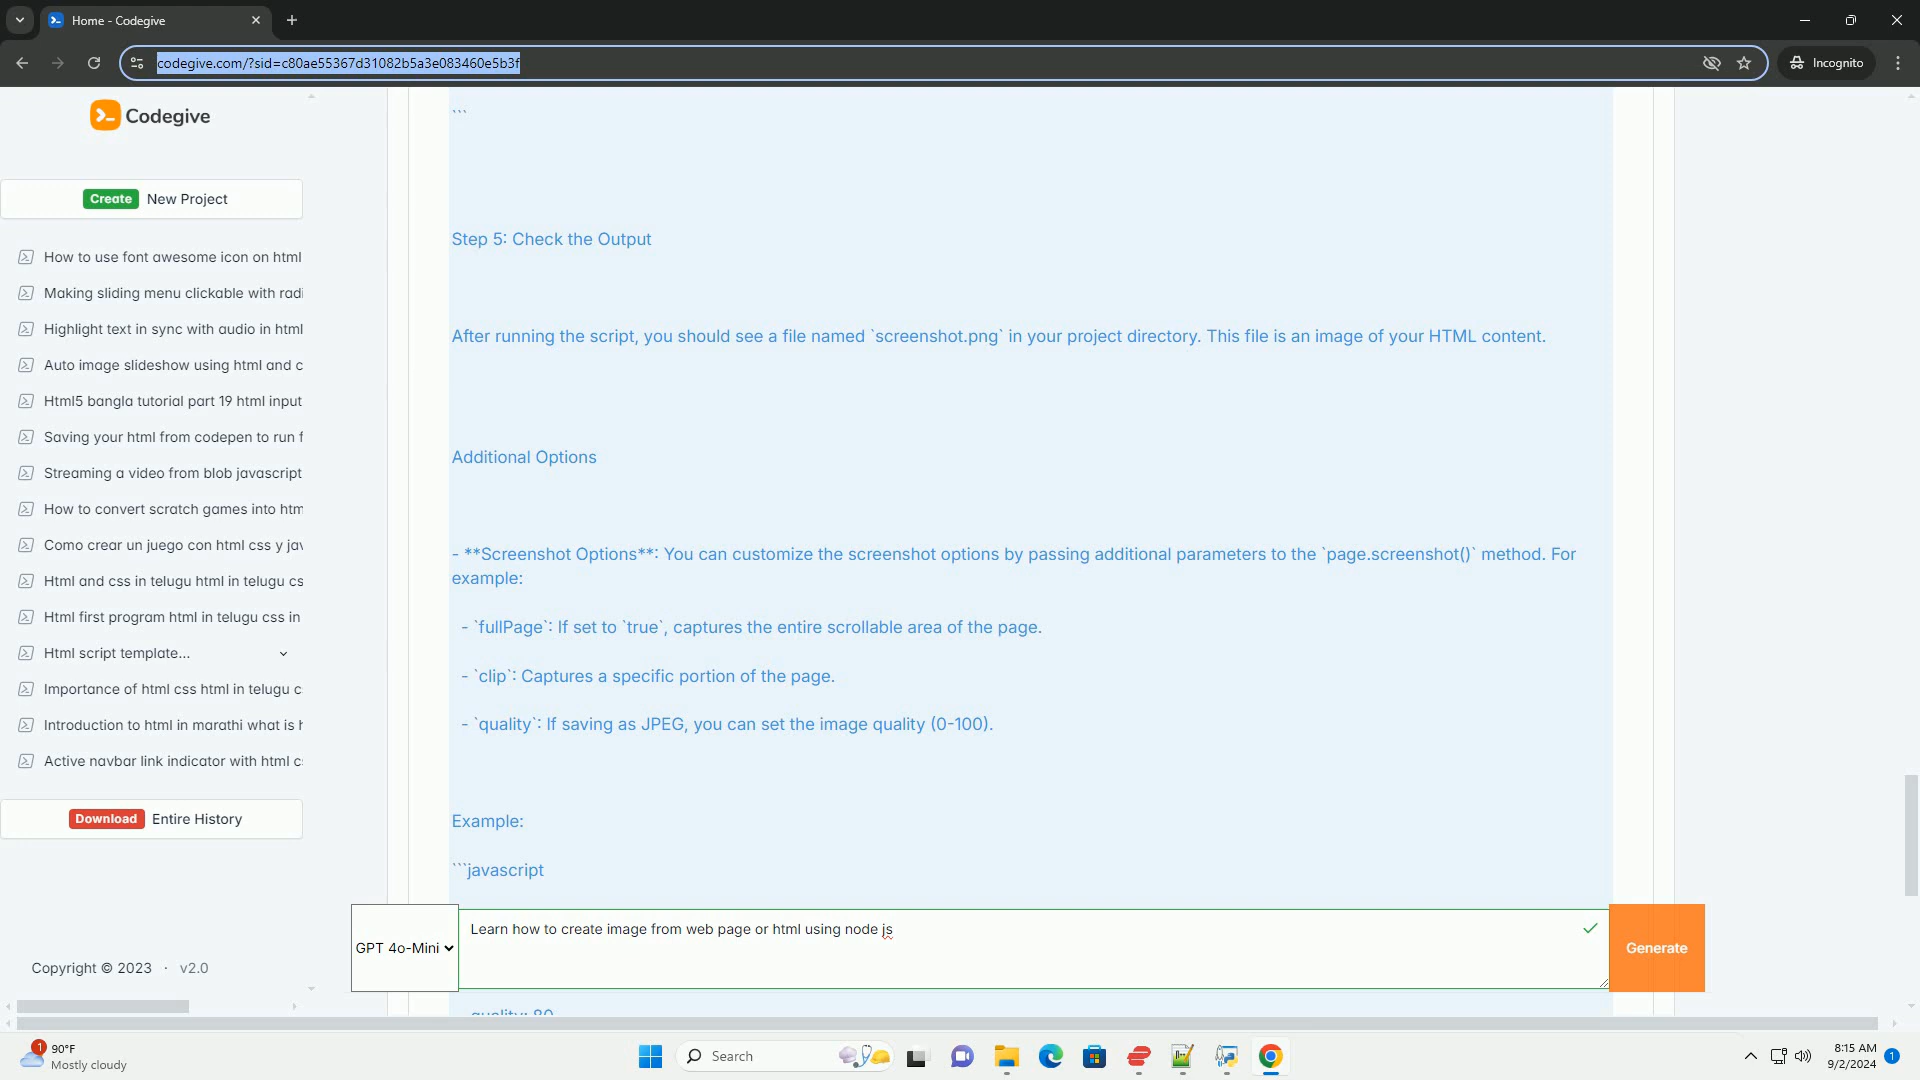 Home - Codegive
codegive.com/?sid=c80ae55367d31082b5a3e083460e5b3f
Incognito
Codegive
Create New Project
How to use font awesome icon on html
Making sliding menu clickable with radi
Highlight text in sync with audio in html
Auto image slideshow using html and c
Html5 bangla tutorial part 19 html input
Saving your html from codepen to run f
Streaming a video from blob javascript
How to convert scratch games into htm
Como crear un juego con html css y jav
Html and css in telugu html in telugu cs
Html first program html in telugu css in
Html script template...
Importance of html css html in telugu c
Introduction to html in marathi what is h
Active navbar link indicator with html c
Download Entire History
Copyright © 2023 · v2.0
```
Step 5: Check the Output
After running the script, you should see a file named `screenshot.png` in your project directory. This file is an image of your HTML content.
Additional Options
- **Screenshot Options**: You can customize the screenshot options by passing additional parameters to the `page.screenshot()` method. For
example:
- `fullPage`: If set to `true`, captures the entire scrollable area of the page.
- `clip`: Captures a specific portion of the page.
- `quality`: If saving as JPEG, you can set the image quality (0-100).
Example:
```javascript
GPT 4o-Mini
Learn how to create image from web page or html using node js
Generate
quality: 80
1
90°F
Mostly cloudy
Search
8:15 AM
9/2/2024
1